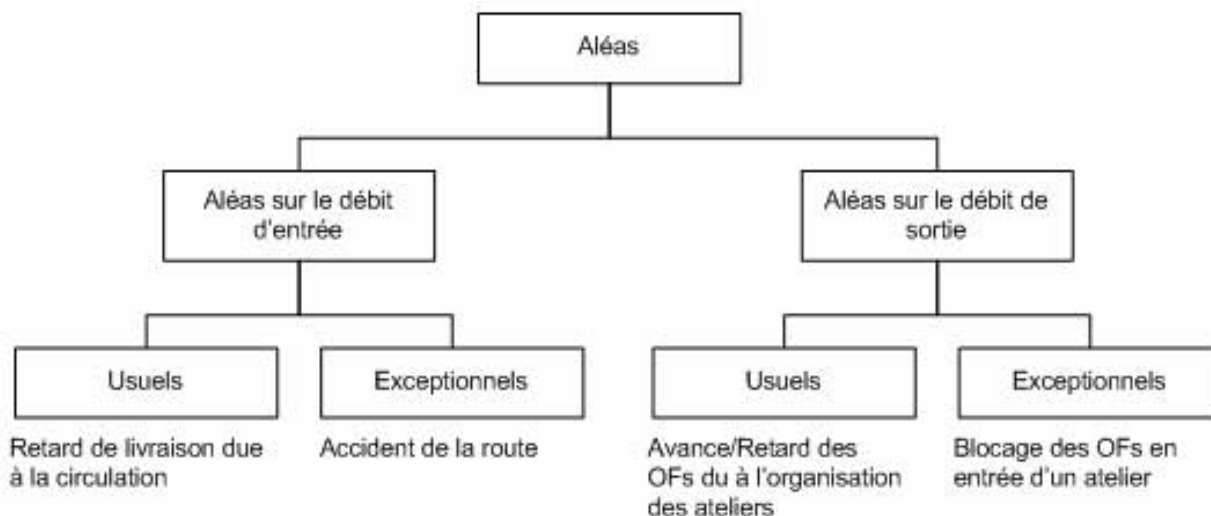 Aléas
Aléas sur le débit
d'entrée
Aléas sur le débit de
sortie
Usuels
Exceptionnels
Usuels
Exceptionnels
Retard de livraison due
à la circulation
Accident de la route
Avance/Retard des
OFs du à l'organisation
des ateliers
Blocage des OFs en
entrée d'un atelier